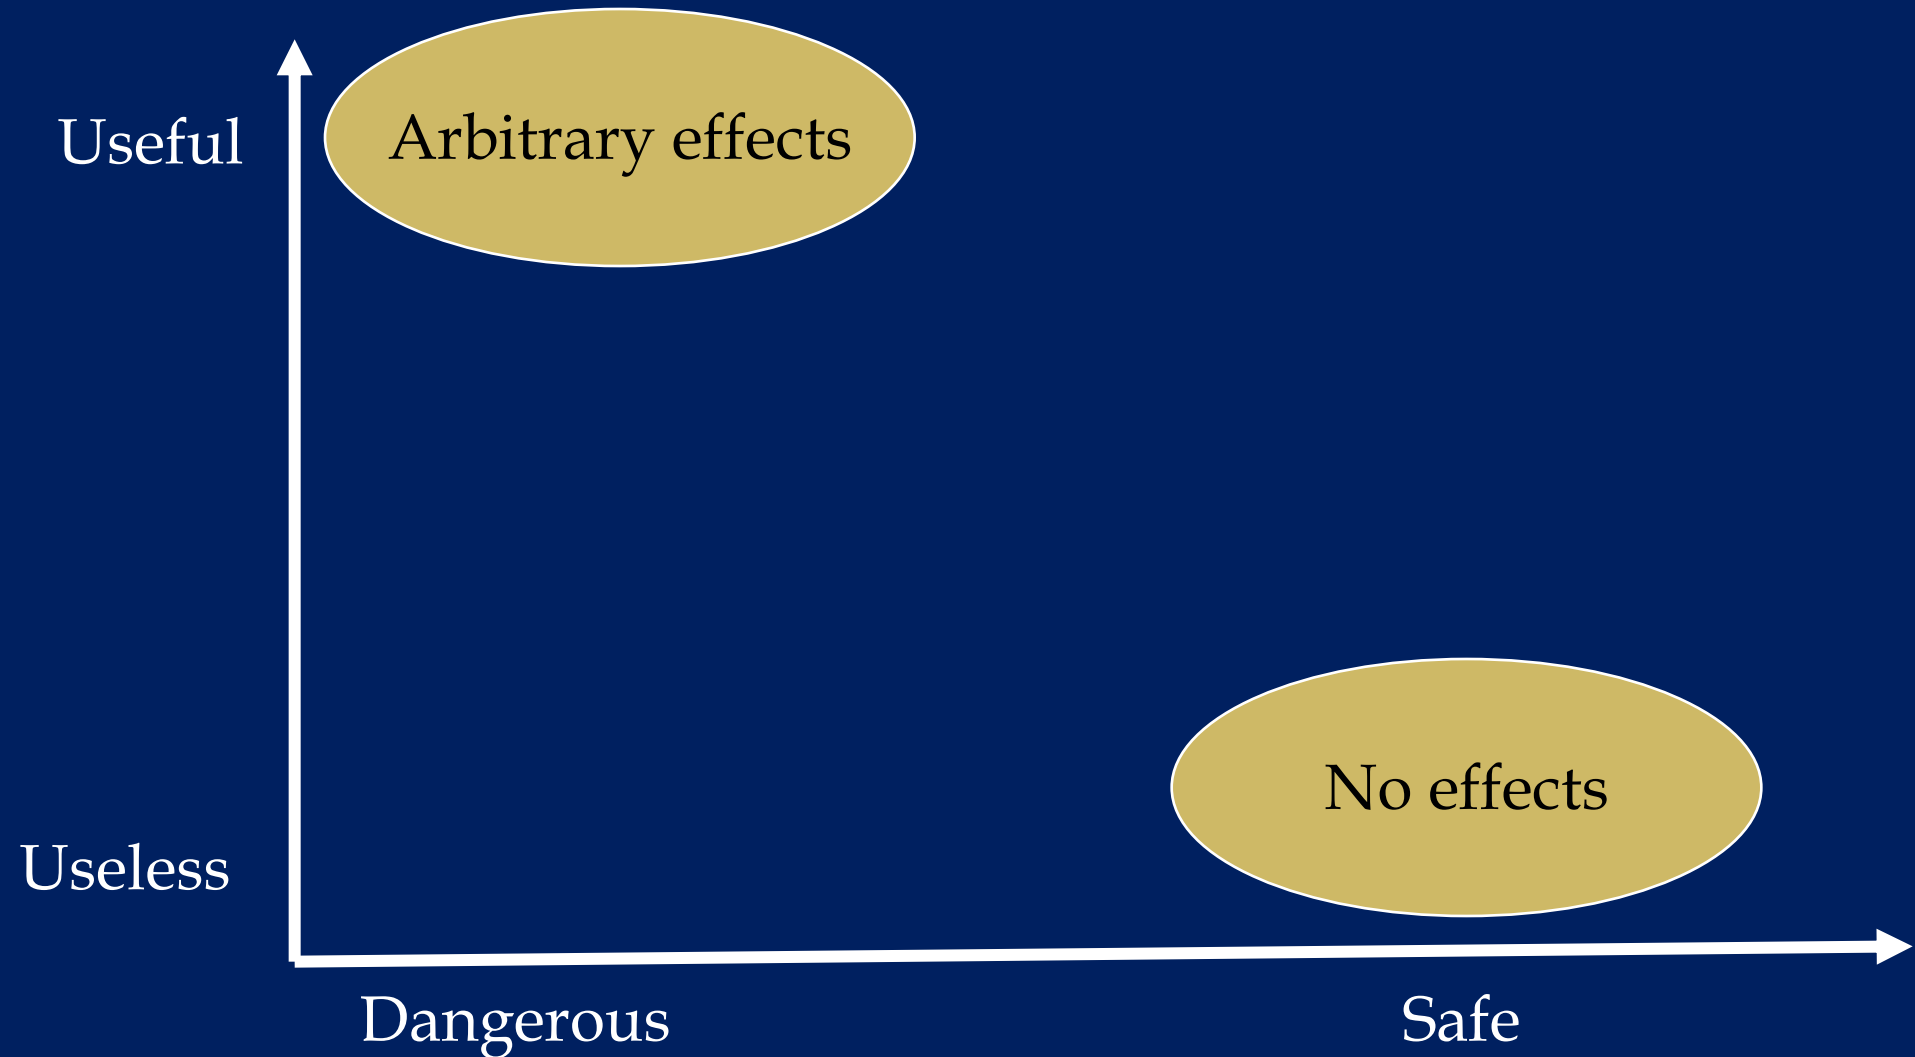 Useful
Arbitrary effects
No effects
Useless
Dangerous
Safe